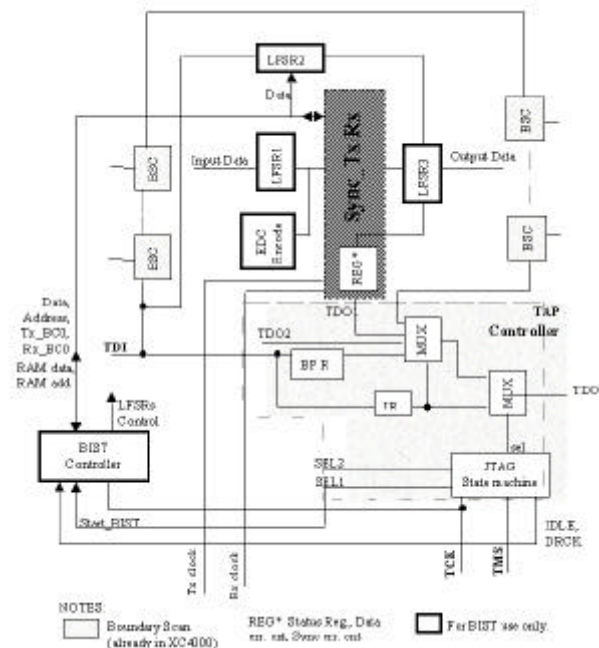 LFSR2
Data
BSC
Input Data
LFSR1
Sync_Tx Rx
LFSR3
Output Data
BSC
EDC
Encode
BSC
BSC
REG*
Data,
Address,
Tx_BC0,
Rx_BC0
TDI
RAM data,
RAM add.
TDO1
TAP
Controller
TDO2
MUX
BP R
IR
MUX
TDO
LFSRs
Control
BIST
Controller
sel
SEL2
SEL1
JTAG
State machine
Start_BIST
IDLE,
DRCK
Tx clock
Rx clock
TCK
TMS
NOTES:
Boundary Scan
(already in XC4000)
REG* Status Reg., Data
err. cnt, Sync err. cnt
For BIST use only.